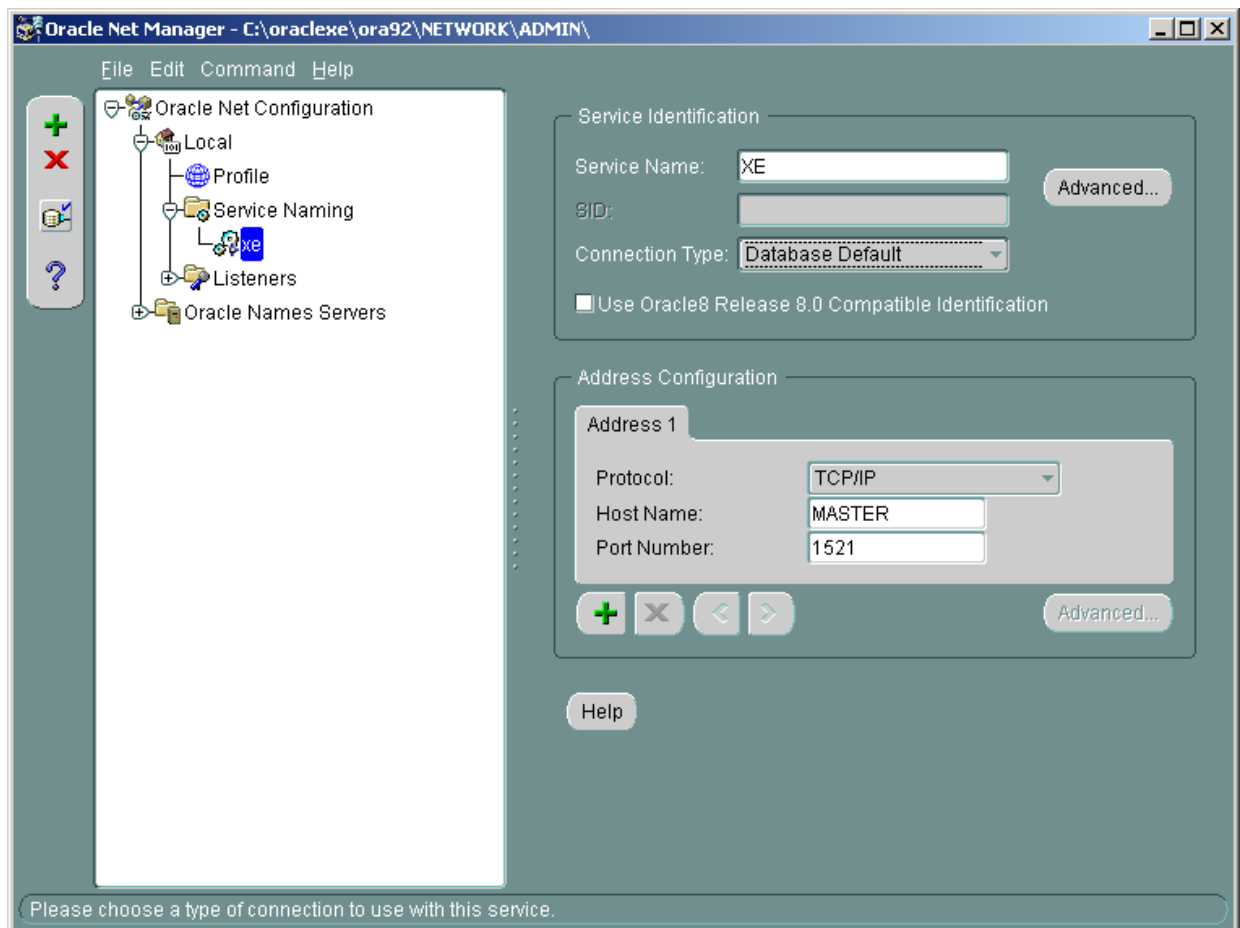 Oracle Net Manager - C:\oraclexe\ora92\NETWORK\ADMIN\
File Edit Command Help
Oracle Net Configuration
Local
Profile
Service Naming
xe
Listeners
Oracle Names Servers
Service Identification
Service Name: XE
Advanced...
SID:
Connection Type: Database Default
Use Oracle8 Release 8.0 Compatible Identification
Address Configuration
Address 1
Protocol: TCP/IP
Host Name: MASTER
Port Number: 1521
Advanced...
Help
Please choose a type of connection to use with this service.